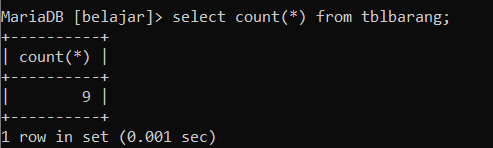 MariaDB [belajar]> select count(*) from tblbarang;
+----------+
| count(*) |
+----------+
|        9 |
+----------+
1 row in set (0.001 sec)